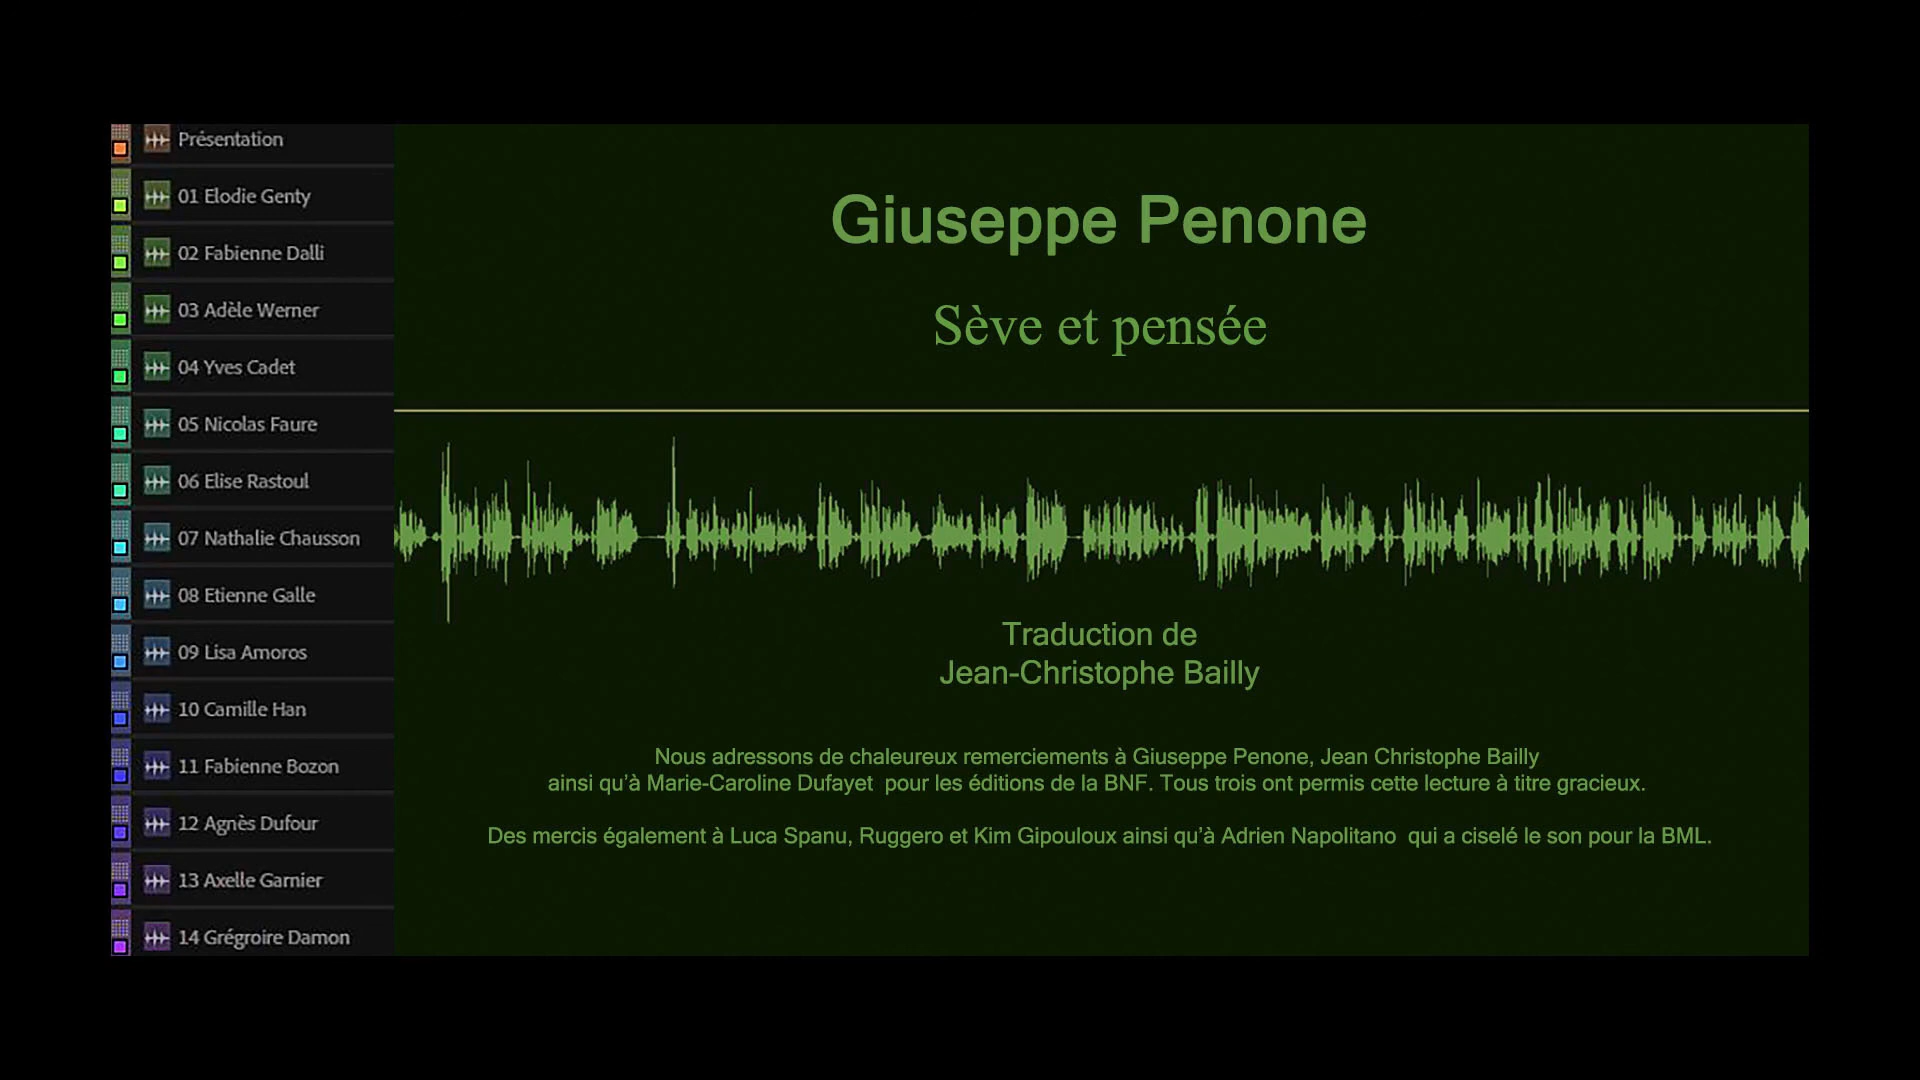 Présentation
01 Elodie Genty
02 Fabienne Dalli
03 Adèle Werner
04 Yves Cadet
05 Nicolas Faure
06 Elise Rastoul
07 Nathalie Chausson
08 Etienne Galle
09 Lisa Amoros
10 Camille Han
11 Fabienne Bozon
12 Agnès Dufour
13 Axelle Garnier
14 Grégroire Damon
Giuseppe Penone
Sève et pensée
Traduction de
Jean-Christophe Bailly
Nous adressons de chaleureux remerciements à Giuseppe Penone, Jean Christophe Bailly
ainsi qu’à Marie-Caroline Dufayet  pour les éditions de la BNF. Tous trois ont permis cette lecture à titre gracieux.
Des mercis également à Luca Spanu, Ruggero et Kim Gipouloux ainsi qu’à Adrien Napolitano  qui a ciselé le son pour la BML.